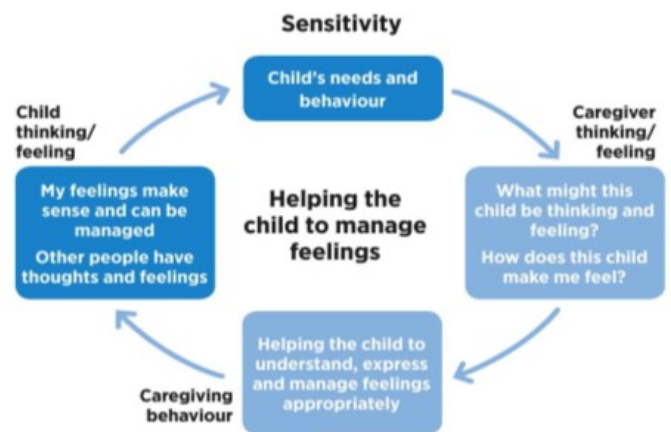 Sensitivity
Child's needs and
behaviour
Child
thinking/
feeling
Caregiver
thinking/
feeling
My feelings make
sense and can be
managed
Other people have
thoughts and feelings
Helping the
child to manage
feelings
What might this
child be thinking and
feeling?
How does this child
make me feel?
Helping the child to
understand, express
and manage feelings
appropriately
Caregiving
behaviour